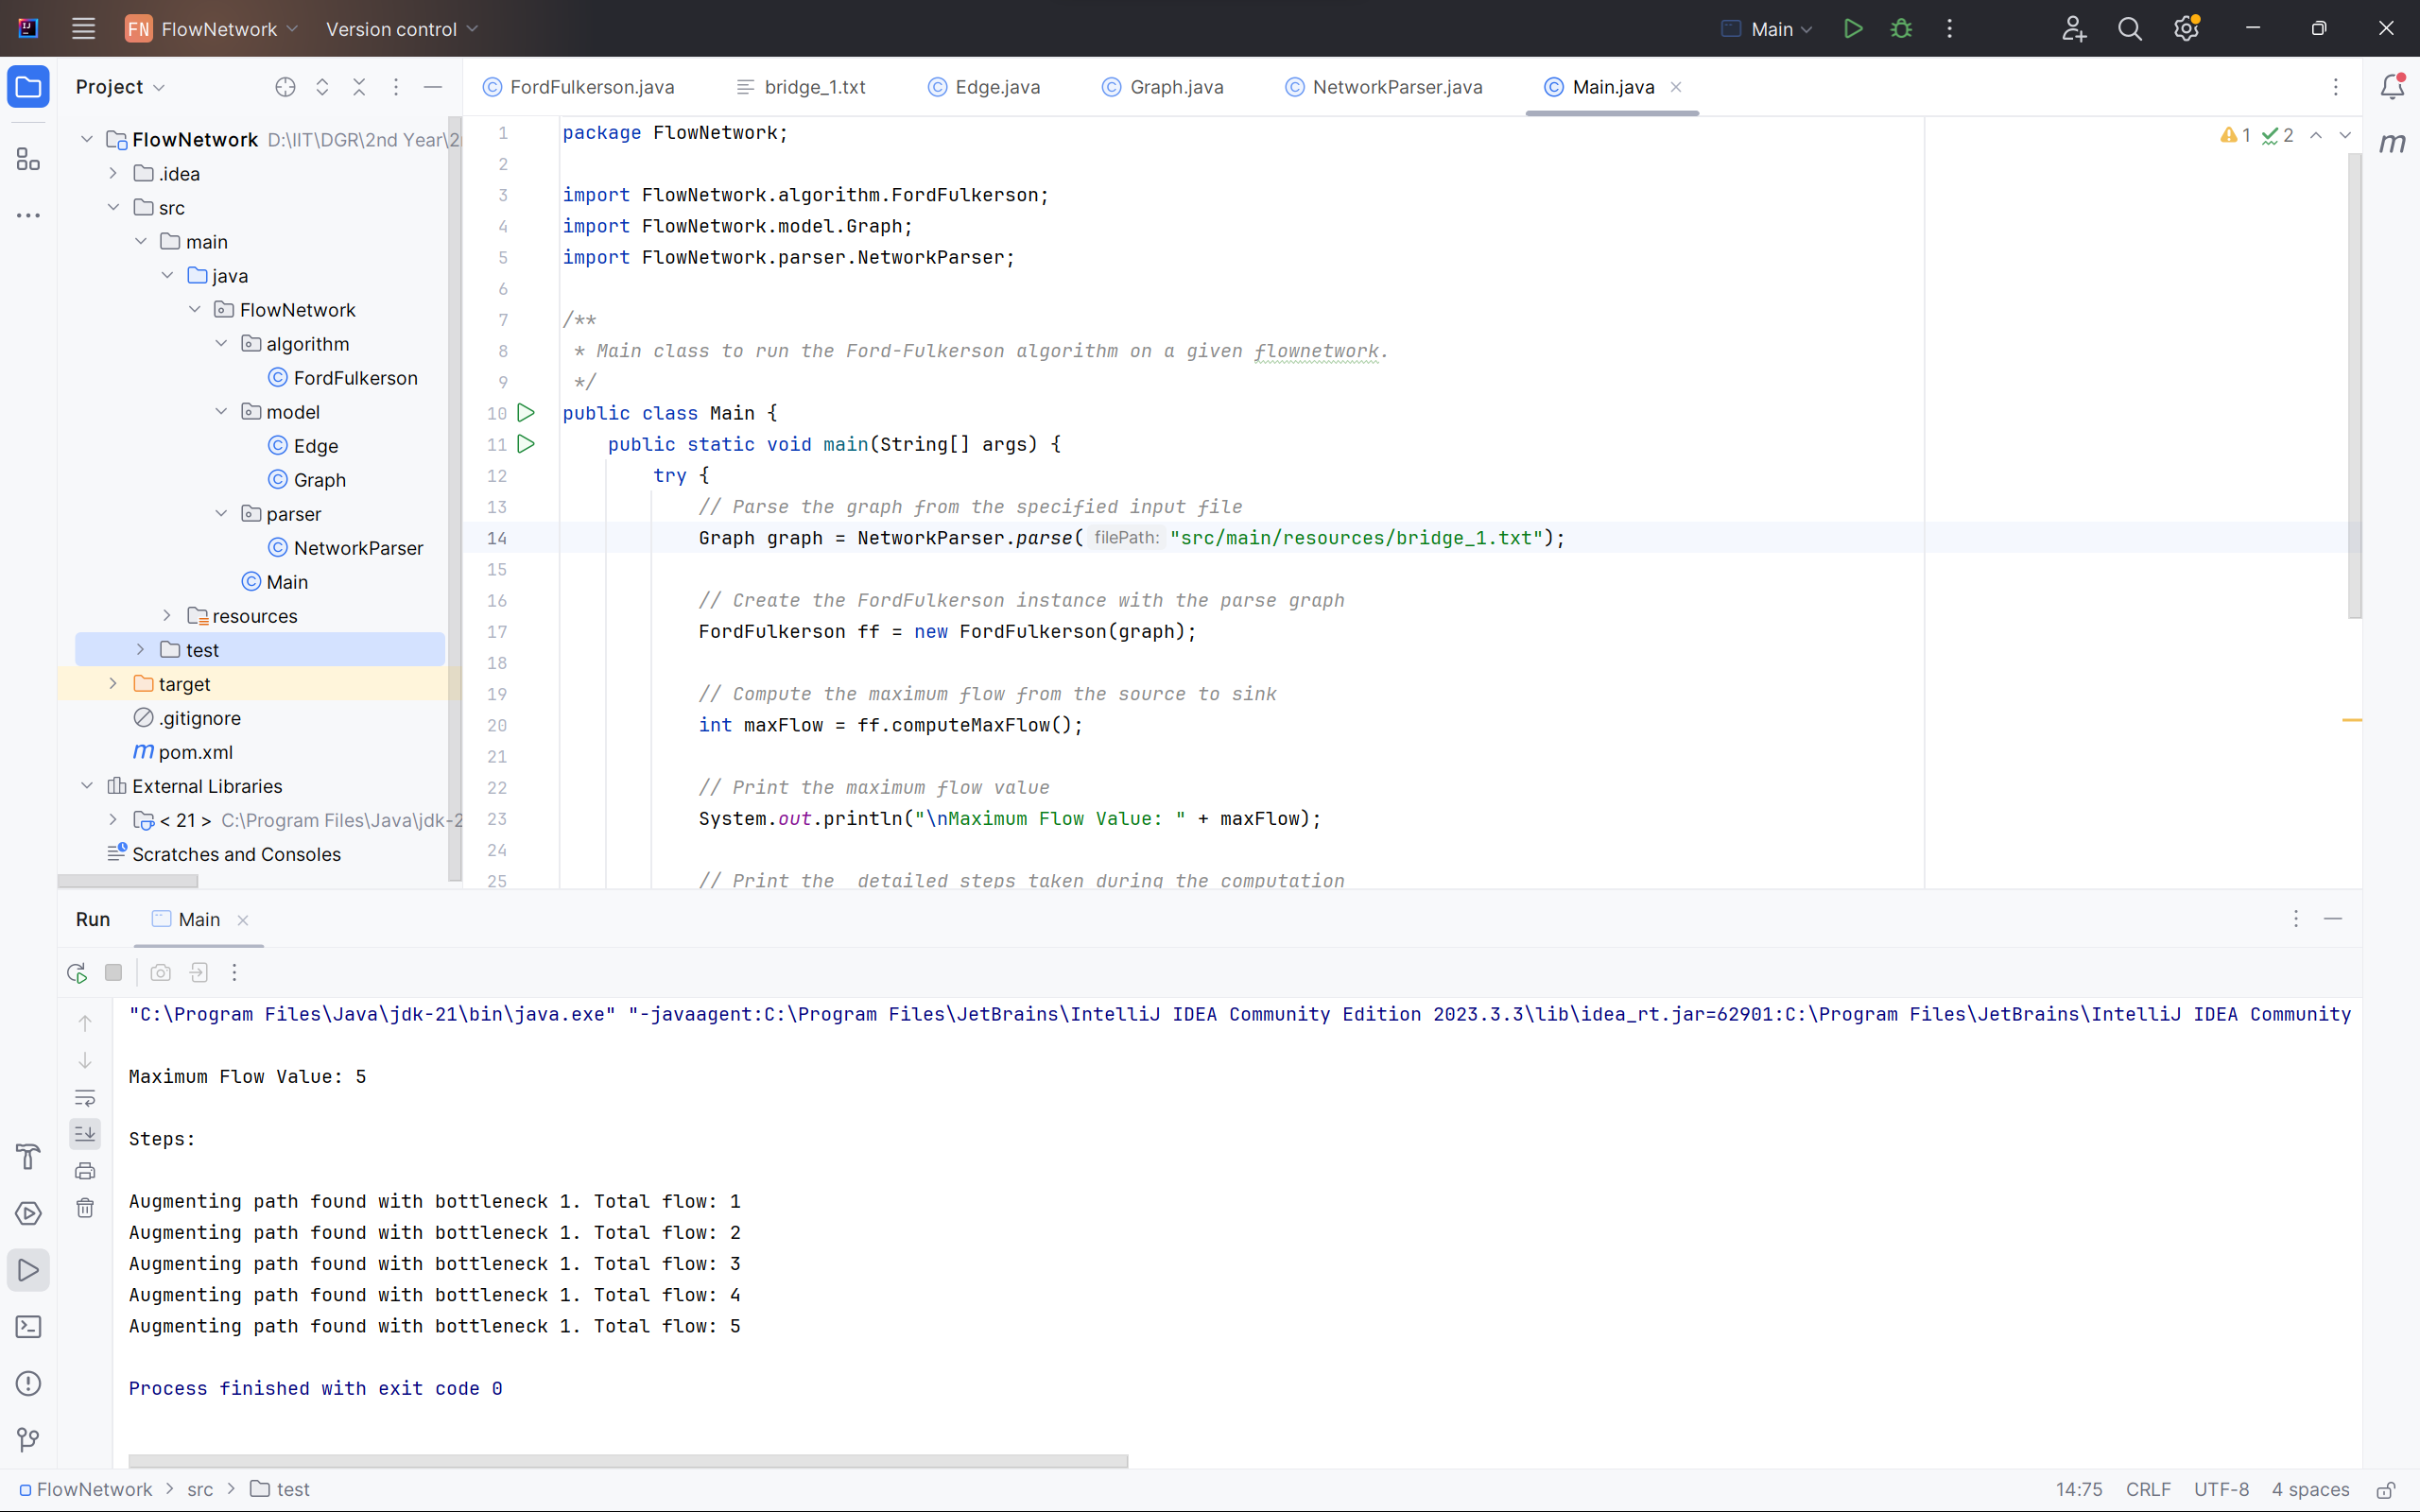 FN FlowNetwork Version control Main
Project
FordFulkerson.java bridge_1.txt Edge.java Graph.java NetworkParser.java Main.java
FlowNetwork D:\IIT\DGR\2nd Year\2
.idea
src
main
java
FlowNetwork
algorithm
FordFulkerson
model
Edge
Graph
parser
NetworkParser
Main
resources
test
target
.gitignore
pom.xml
External Libraries
< 21 > C:\Program Files\Java\jdk-2
Scratches and Consoles
1 2
1 package FlowNetwork;
2
3 import FlowNetwork.algorithm.FordFulkerson;
4 import FlowNetwork.model.Graph;
5 import FlowNetwork.parser.NetworkParser;
6
7 /**
8 * Main class to run the Ford-Fulkerson algorithm on a given flownetwork.
9 */
10 public class Main {
11 public static void main(String[] args) {
12 try {
13 // Parse the graph from the specified input file
14 Graph graph = NetworkParser.parse( filePath: "src/main/resources/bridge_1.txt");
15
16 // Create the FordFulkerson instance with the parse graph
17 FordFulkerson ff = new FordFulkerson(graph);
18
19 // Compute the maximum flow from the source to sink
20 int maxFlow = ff.computeMaxFlow();
21
22 // Print the maximum flow value
23 System.out.println("\nMaximum Flow Value: " + maxFlow);
24
25 // Print the  detailed steps taken during the computation
Run Main
"C:\Program Files\Java\jdk-21\bin\java.exe" "-javaagent:C:\Program Files\JetBrains\IntelliJ IDEA Community Edition 2023.3.3\lib\idea_rt.jar=62901:C:\Program Files\JetBrains\IntelliJ IDEA Community
Maximum Flow Value: 5
Steps:
Augmenting path found with bottleneck 1. Total flow: 1
Augmenting path found with bottleneck 1. Total flow: 2
Augmenting path found with bottleneck 1. Total flow: 3
Augmenting path found with bottleneck 1. Total flow: 4
Augmenting path found with bottleneck 1. Total flow: 5
Process finished with exit code 0
FlowNetwork > src > test 14:75 CRLF UTF-8 4 spaces